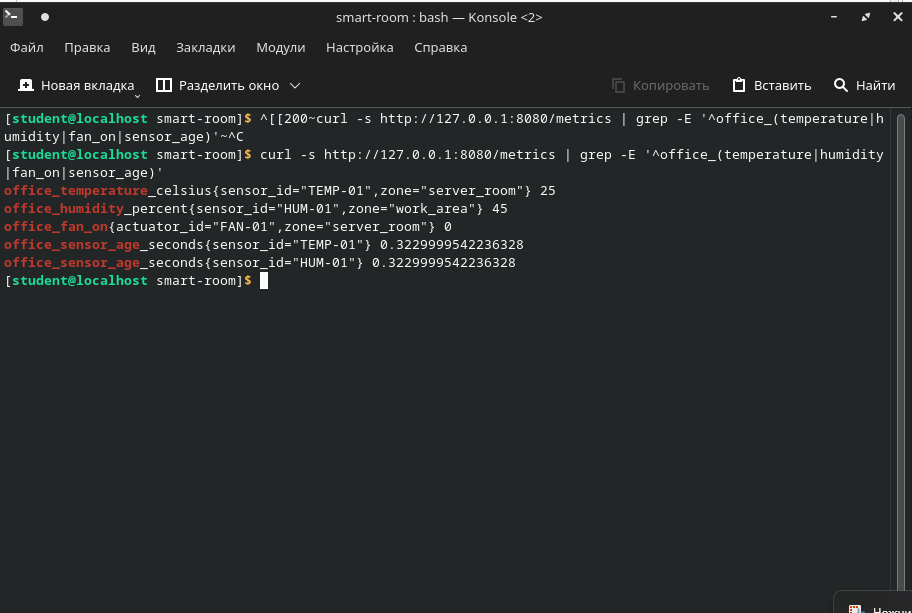 smart-room : bash — Konsole <2>
Файл Правка Вид Закладки Модули Настройка Справка
Новая вкладка Разделить окно Копировать Вставить Найти
[student@localhost smart-room]$ ^[[200~curl -s http://127.0.0.1:8080/metrics | grep -E '^office_(temperature|h
umidity|fan_on|sensor_age)'~^C
[student@localhost smart-room]$ curl -s http://127.0.0.1:8080/metrics | grep -E '^office_(temperature|humidity
|fan_on|sensor_age)'
office_temperature_celsius{sensor_id="TEMP-01",zone="server_room"} 25
office_humidity_percent{sensor_id="HUM-01",zone="work_area"} 45
office_fan_on{actuator_id="FAN-01",zone="server_room"} 0
office_sensor_age_seconds{sensor_id="TEMP-01"} 0.3229999542236328
office_sensor_age_seconds{sensor_id="HUM-01"} 0.3229999542236328
[student@localhost smart-room]$